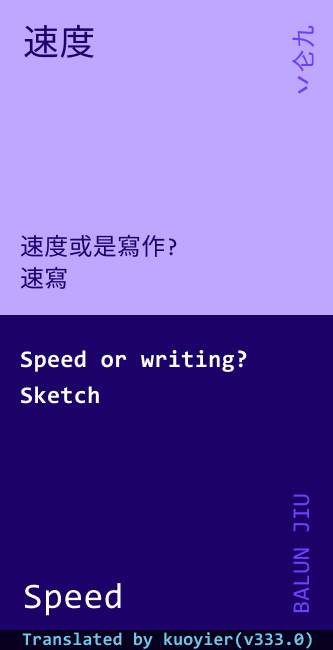 速度
丷仑九
速度或是寫作?
速寫
Speed or writing?
Sketch
BALUN JIU
Speed
Translated by kuoyier(v333.0)